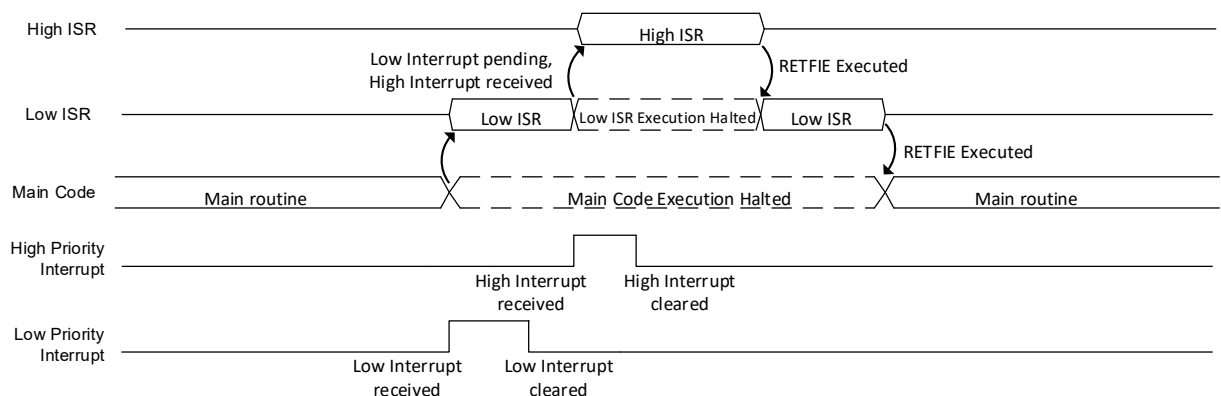 High ISR
High ISR
Low Interrupt pending,
High Interrupt received
RETFIE Executed
Low ISR
Low ISR
Low ISR Execution Halted
Low ISR
RETFIE Executed
Main Code
Main routine
Main Code Execution Halted
Main routine
High Priority
Interrupt
High Interrupt
received
High Interrupt
cleared
Low Priority
Interrupt
Low Interrupt
received
Low Interrupt
cleared